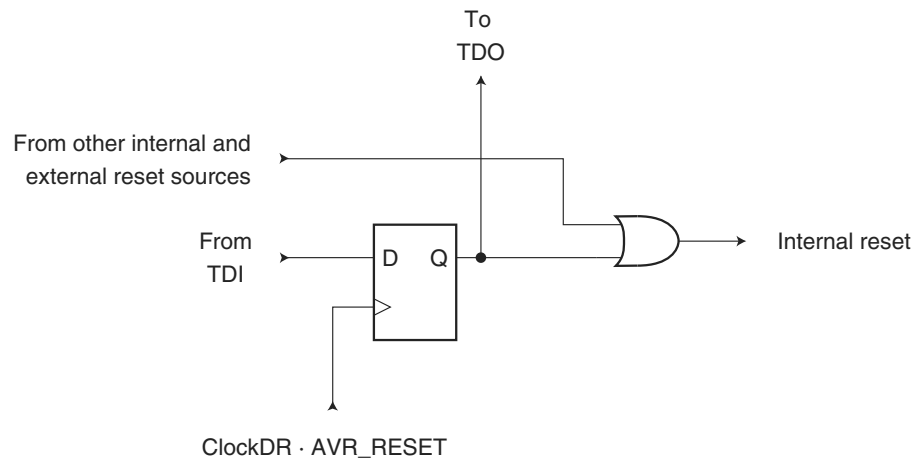 To
TDO
From other internal and
external reset sources
From
TDI
D Q
Internal reset
ClockDR · AVR_RESET